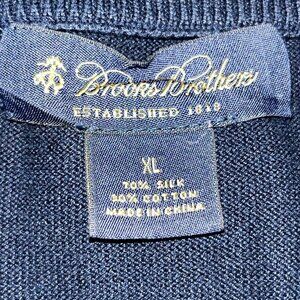 Brooks Brothers
ESTABLISHED 1818
XL
70% SILK
30% COTTON
MADE IN CHINA